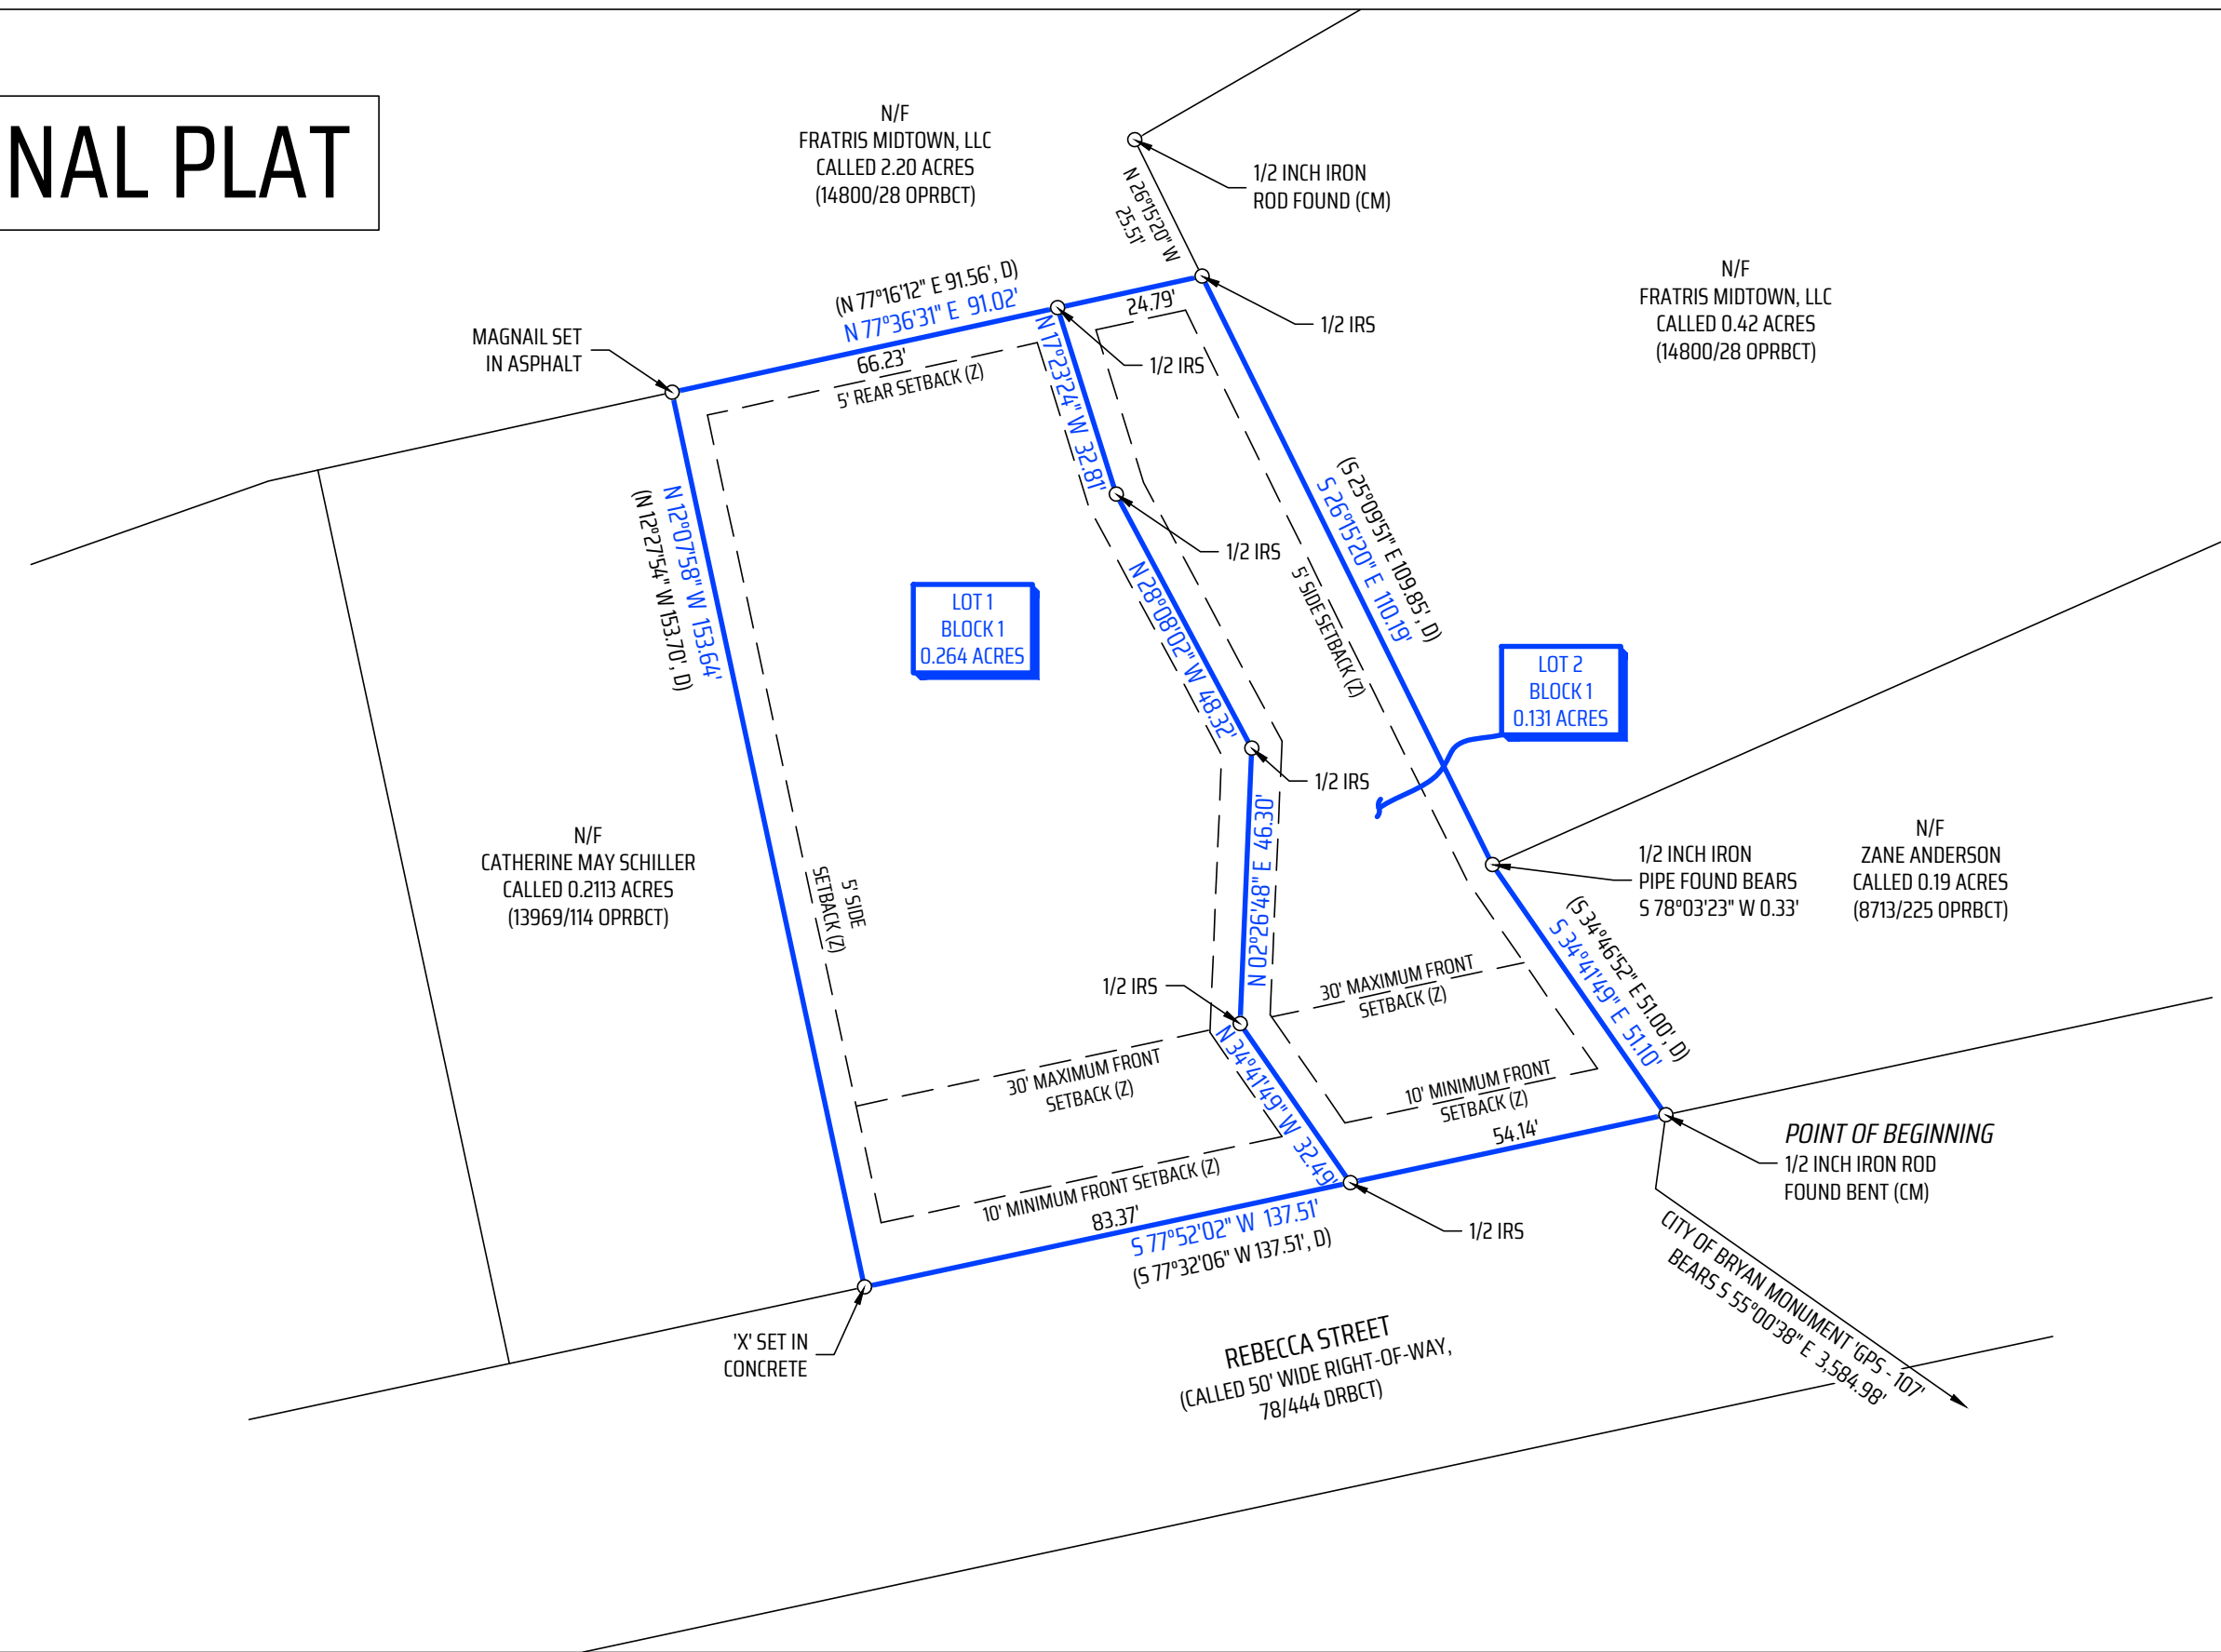 NAL PLAT
N/F
FRATRIS MIDTOWN, LLC
CALLED 2.20 ACRES
(14800/28 OPRBCT)
1/2 INCH IRON
ROD FOUND (CM)
N 26°15'20" W
25.51'
N/F
FRATRIS MIDTOWN, LLC
CALLED 0.42 ACRES
(14800/28 OPRBCT)
(N 77°16'12" E 91.56', D)
N 77°36'31" E 91.02'
24.79'
1/2 IRS
MAGNAIL SET
IN ASPHALT
66.23'
5' REAR SETBACK (Z)
1/2 IRS
N 17°23'24" W 32.81'
(S 25°09'51" E 109.85', D)
S 26°15'20" E 110.19'
N 12°07'58" W 153.64'
(N 12°27'54" W 153.70', D)
1/2 IRS
5' SIDE SETBACK (Z)
N 28°08'02" W 48.32'
LOT 1
BLOCK 1
0.264 ACRES
LOT 2
BLOCK 1
0.131 ACRES
1/2 IRS
N 02°26'48" E 46.30'
N/F
CATHERINE MAY SCHILLER
CALLED 0.2113 ACRES
(13969/114 OPRBCT)
5' SIDE
SETBACK (Z)
1/2 INCH IRON
PIPE FOUND BEARS
S 78°03'23" W 0.33'
N/F
ZANE ANDERSON
CALLED 0.19 ACRES
(8713/225 OPRBCT)
(S 34°46'52" E 51.00', D)
S 34°41'49" E 51.10'
1/2 IRS
30' MAXIMUM FRONT
SETBACK (Z)
30' MAXIMUM FRONT
SETBACK (Z)
N 34°41'49" W 32.49'
10' MINIMUM FRONT
SETBACK (Z)
54.14'
POINT OF BEGINNING
1/2 INCH IRON ROD
FOUND BENT (CM)
10' MINIMUM FRONT SETBACK (Z)
83.37'
S 77°52'02" W 137.51'
(S 77°32'06" W 137.51', D)
1/2 IRS
CITY OF BRYAN MONUMENT 'GPS - 107'
BEARS S 55°00'38" E 3,584.98'
'X' SET IN
CONCRETE
REBECCA STREET
(CALLED 50' WIDE RIGHT-OF-WAY,
78/444 DRBCT)